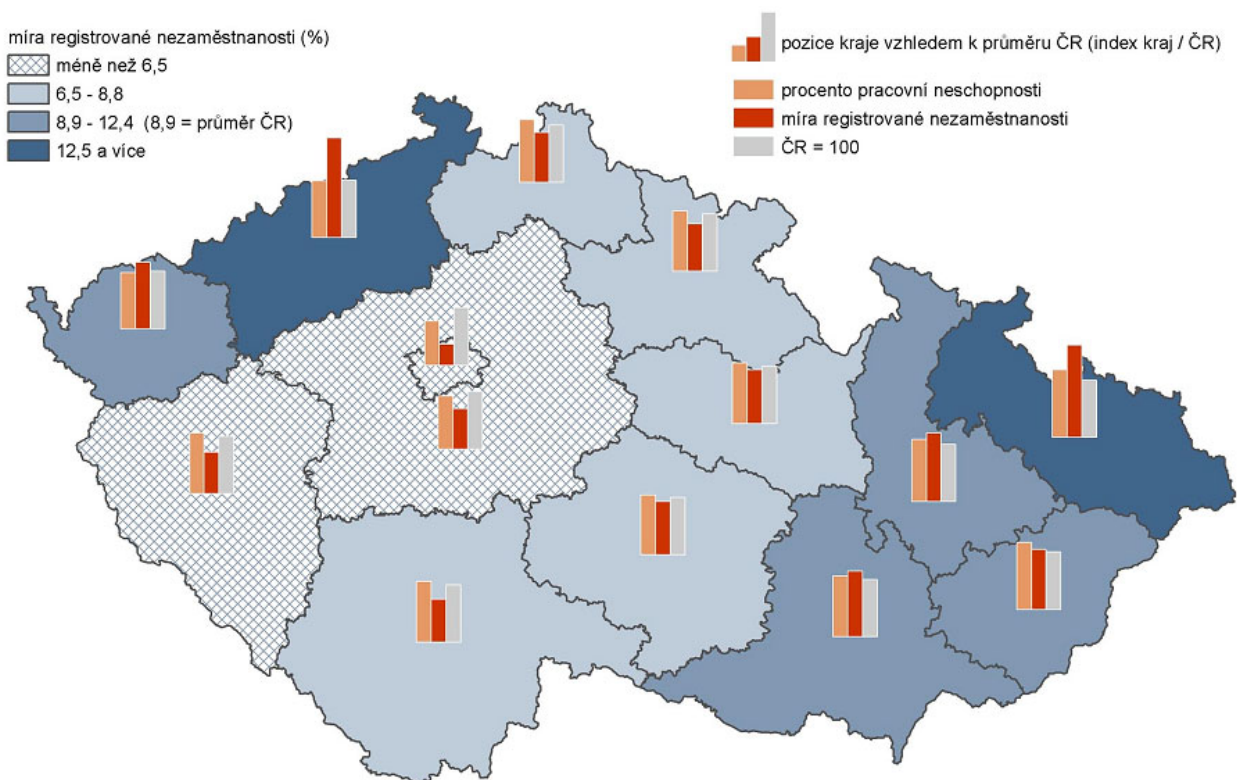 míra registrované nezaměstnanosti (%)
méně než 6,5
6,5 - 8,8
8,9 - 12,4 (8,9 = průměr ČR)
12,5 a více
pozice kraje vzhledem k průměru ČR (index kraj / ČR)
procento pracovní neschopnosti
míra registrované nezaměstnanosti
ČR = 100